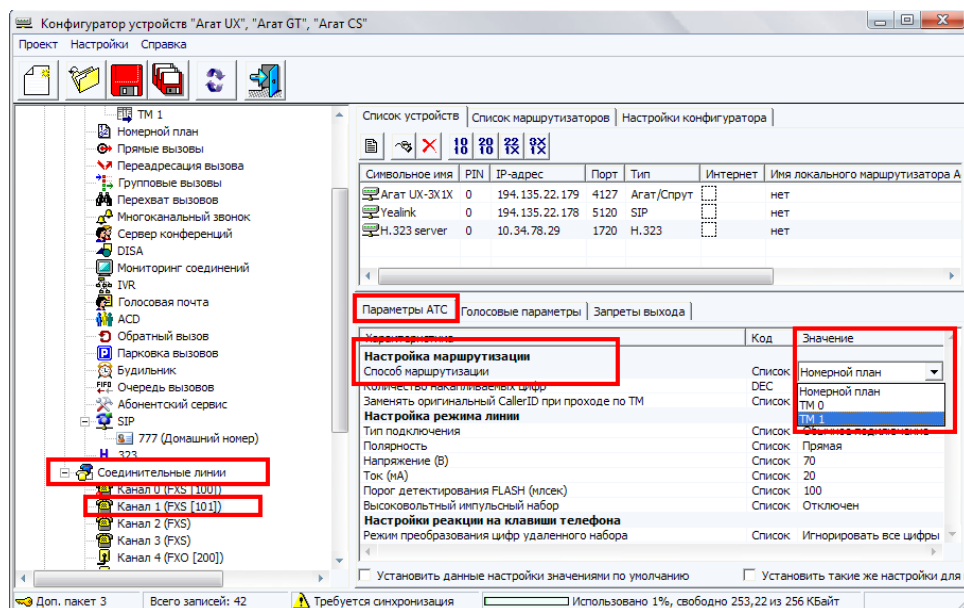 Конфигуратор устройств "Агат UX", "Агат GT", "Агат CS"
Проект Настройки Справка
TM 1
Номерной план
Прямые вызовы
Переадресация вызова
Групповые вызовы
Перехват вызовов
Многоканальный звонок
Сервер конференций
DISA
Мониторинг соединений
IVR
Голосовая почта
ACD
Обратный вызов
Парковка вызовов
Будильник
Очередь вызовов
Абонентский сервис
SIP
777 (Домашний номер)
H 323
Соединительные линии
Канал 0 (FXS [100])
Канал 1 (FXS [101])
Канал 2 (FXS)
Канал 3 (FXS)
Канал 4 (FXO [200])
Список устройств Список маршрутизаторов Настройки конфигуратора
Символьное имя PIN IP-адрес Порт Тип Интернет Имя локального маршрутизатора А
Агат UX-3X1X 0 194.135.22.179 4127 Агат/Спрут нет
Yealink 0 194.135.22.178 5120 SIP нет
H.323 server 0 10.34.78.29 1720 H.323 нет
Параметры АТС Голосовые параметры Запреты выхода
Характеристика Код Значение
Настройка маршрутизации
Способ маршрутизации Список Номерной план
Количество накапливаемых цифр DEC
Номерной план
Заменять оригинальный CallerID при проходе по ТМ Список
TM 0
TM 1
Настройка режима линии
Тип подключения Список Обычное подключение
Полярность Список Прямая
Напряжение (В) Список 70
Ток (мА) Список 20
Порог детектирования FLASH (млсек) Список 100
Высоковольтный импульсный набор Список Отключен
Настройки реакции на клавиши телефона
Режим преобразования цифр удаленного набора Список Игнорировать все цифры
Установить данные настройки значениями по умолчанию Установить такие же настройки для
Доп. пакет 3 Всего записей: 42 Требуется синхронизация Использовано 1%, свободно 253,22 из 256 КБайт